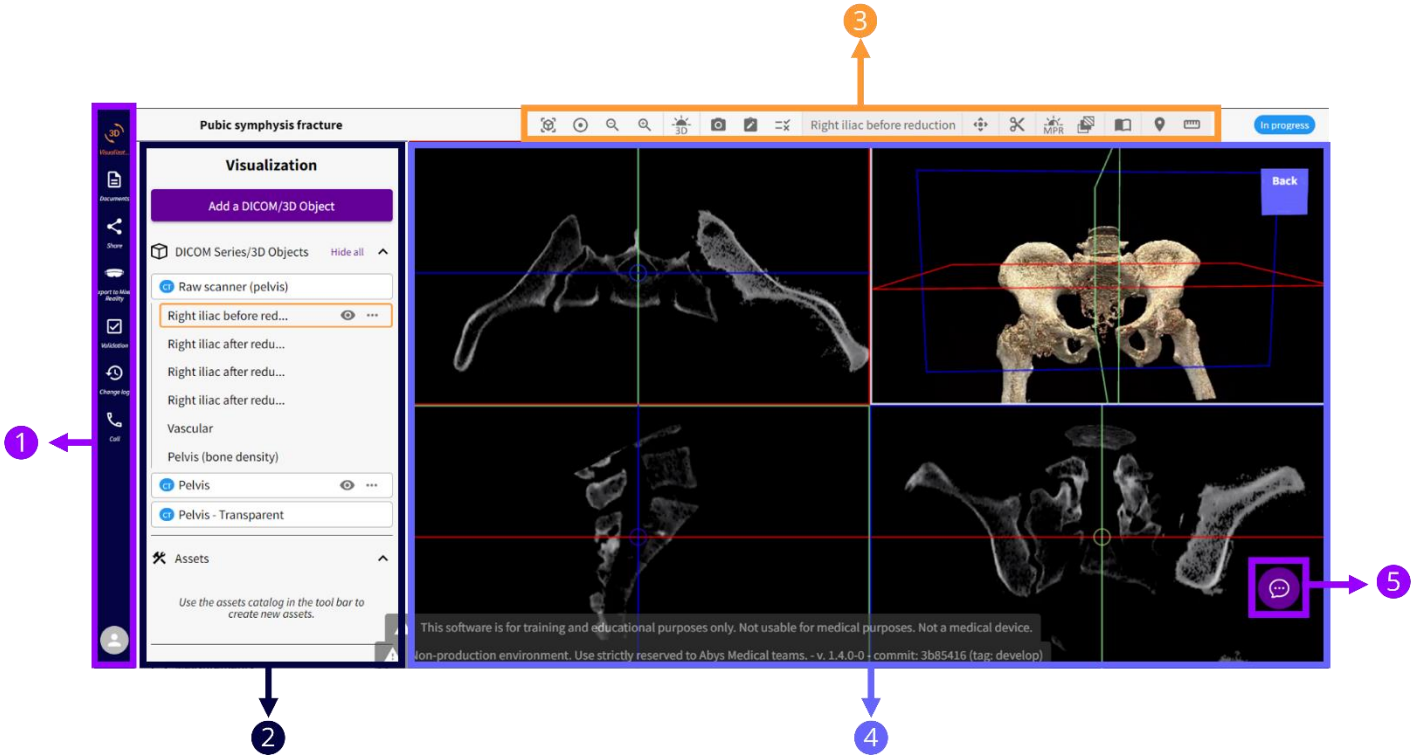 3
3D
Pubic symphysis fracture
3D
Right iliac before reduction
MPR
In progress
Visualizat...
Documents
Share
xport to Mixe
Reality
Validation
Change log
Call
1
Visualization
Add a DICOM/3D Object
DICOM Series/3D Objects Hide all
CT Raw scanner (pelvis)
Right iliac before red...
Right iliac after redu...
Right iliac after redu...
Right iliac after redu...
Vascular
Pelvis (bone density)
CT Pelvis
CT Pelvis - Transparent
Assets
Use the assets catalog in the tool bar to
create new assets.
Back
5
This software is for training and educational purposes only. Not usable for medical purposes. Not a medical device.
Non-production environment. Use strictly reserved to Abys Medical teams. - v. 1.4.0-0 - commit: 3b85416 (tag: develop)
2
4